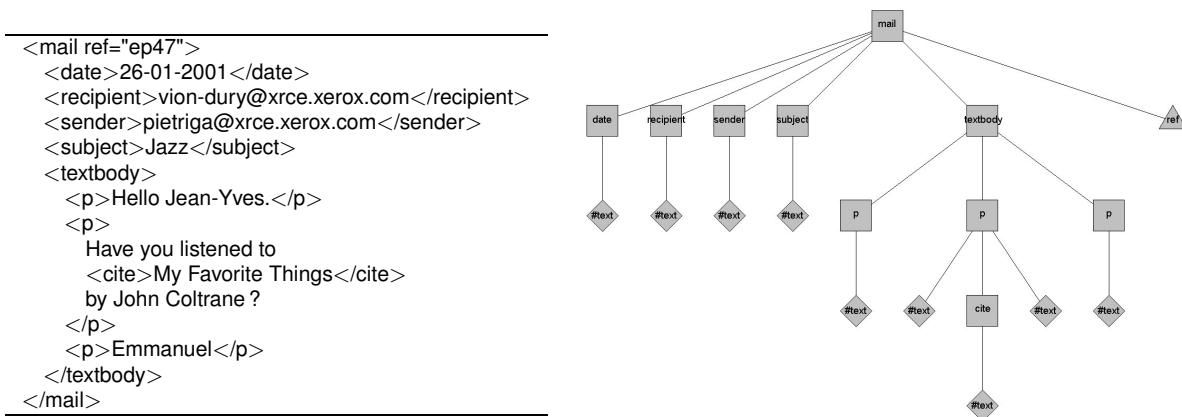 <mail ref="ep47">
<date>26-01-2001</date>
<recipient>vion-dury@xrce.xerox.com</recipient>
<sender>pietriga@xrce.xerox.com</sender>
<subject>Jazz</subject>
<textbody>
<p>Hello Jean-Yves.</p>
<p>
Have you listened to
<cite>My Favorite Things</cite>
by John Coltrane ?
</p>
<p>Emmanuel</p>
</textbody>
</mail>
mail
date recipient sender subject textbody ref
#text #text #text #text p p p
#text #text cite #text #text
#text